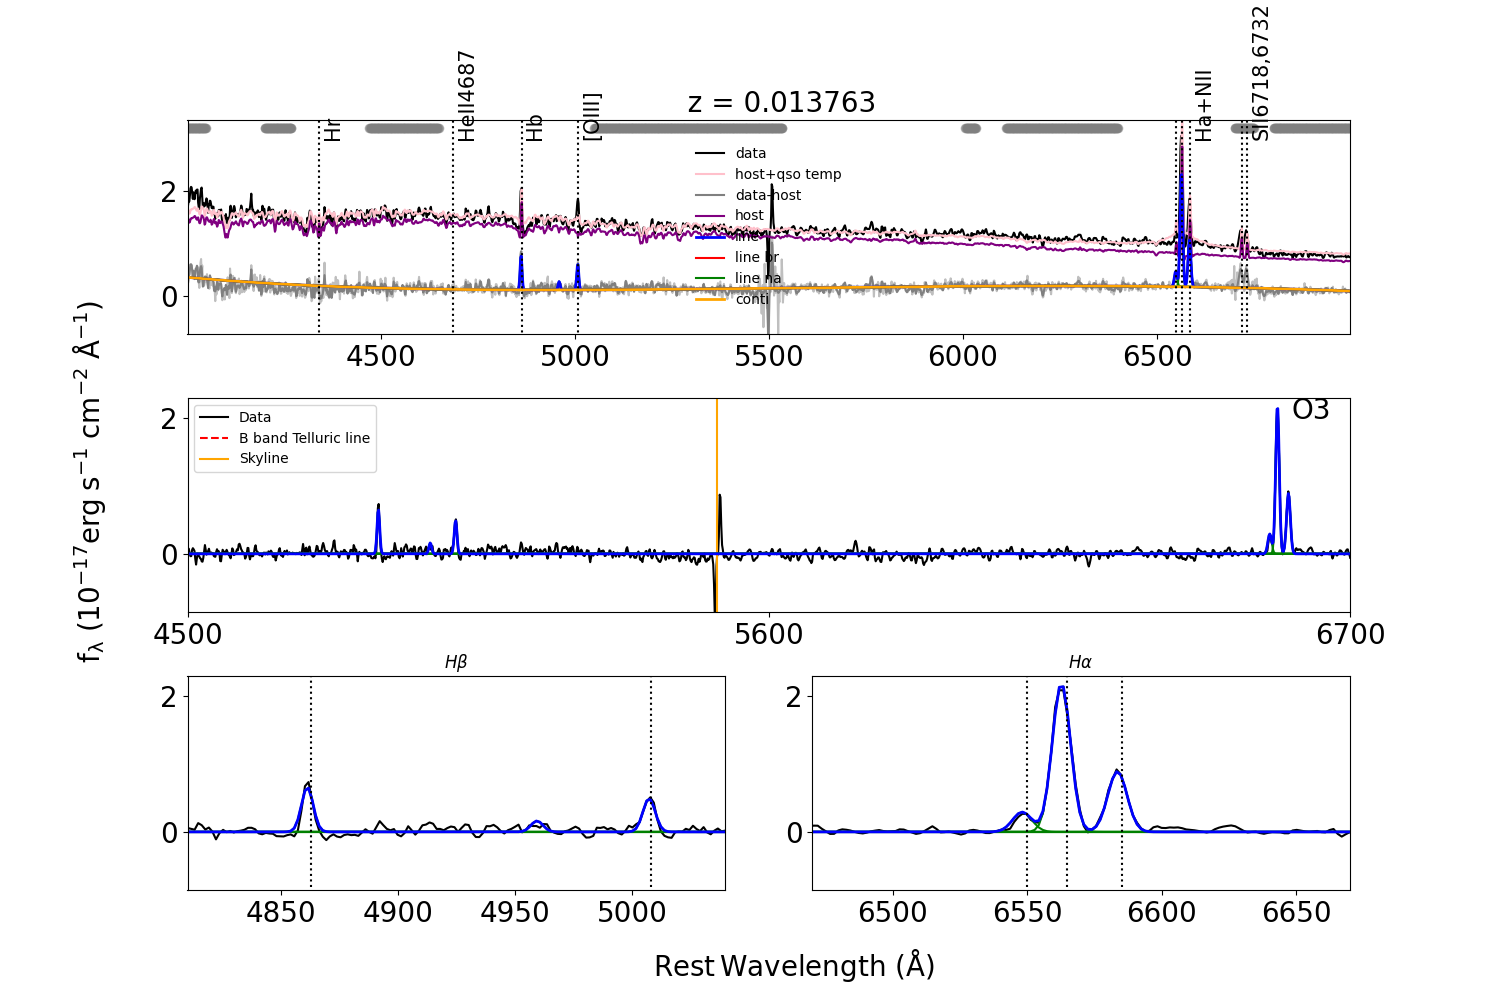 z = 0.013763
Hr
HeII4687
Hb
[OIII]
Ha+NII
SII6718,6732
data
host+qso temp
data-host
host
line
line br
line na
conti
2
0
4500 5000 5500 6000 6500
Data
B band Telluric line
Skyline
O3
2
0
4500 5600 6700
fλ (10−17erg s−1 cm−2 Å−1)
Hβ
2
0
4850 4900 4950 5000
Hα
2
0
6500 6550 6600 6650
Rest Wavelength (Å)